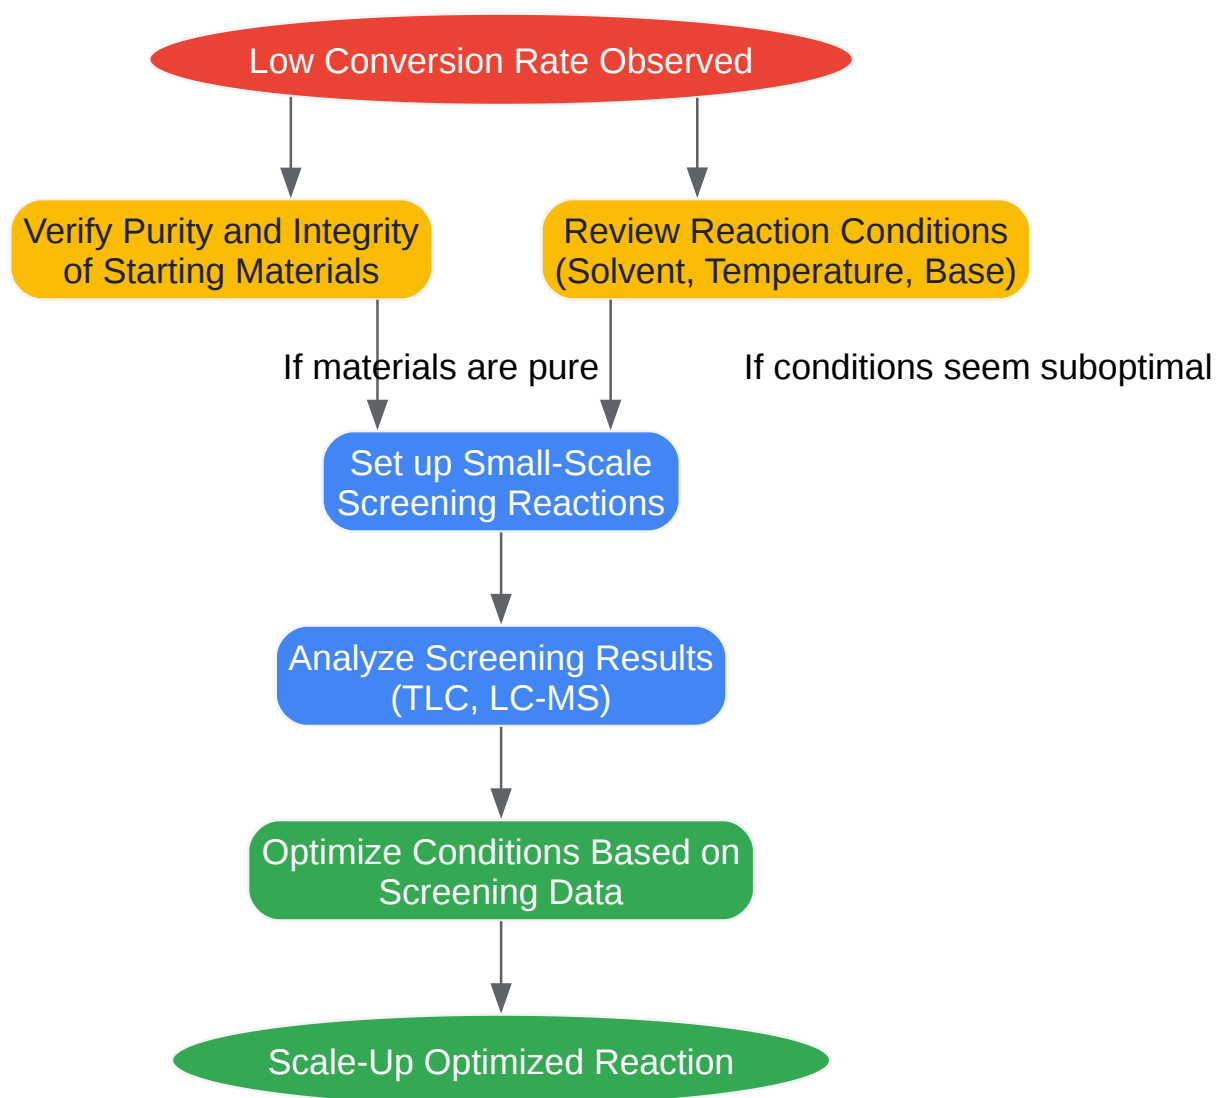 Low Conversion Rate Observed
Verify Purity and Integrity
of Starting Materials
Review Reaction Conditions
(Solvent, Temperature, Base)
If materials are pure
If conditions seem suboptimal
Set up Small-Scale
Screening Reactions
Analyze Screening Results
(TLC, LC-MS)
Optimize Conditions Based on
Screening Data
Scale-Up Optimized Reaction